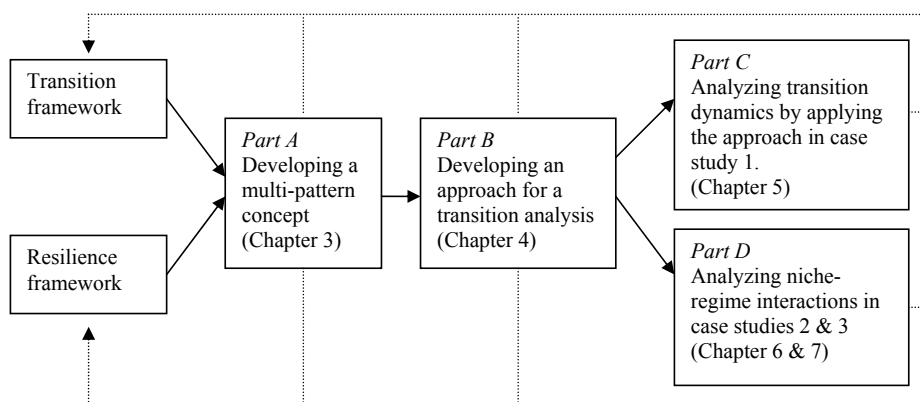 Transition
framework
Resilience
framework
Part A
Developing a
multi-pattern
concept
(Chapter 3)
Part B
Developing an
approach for a
transition analysis
(Chapter 4)
Part C
Analyzing transition
dynamics by applying
the approach in case
study 1.
(Chapter 5)
Part D
Analyzing niche-
regime interactions in
case studies 2 & 3
(Chapter 6 & 7)